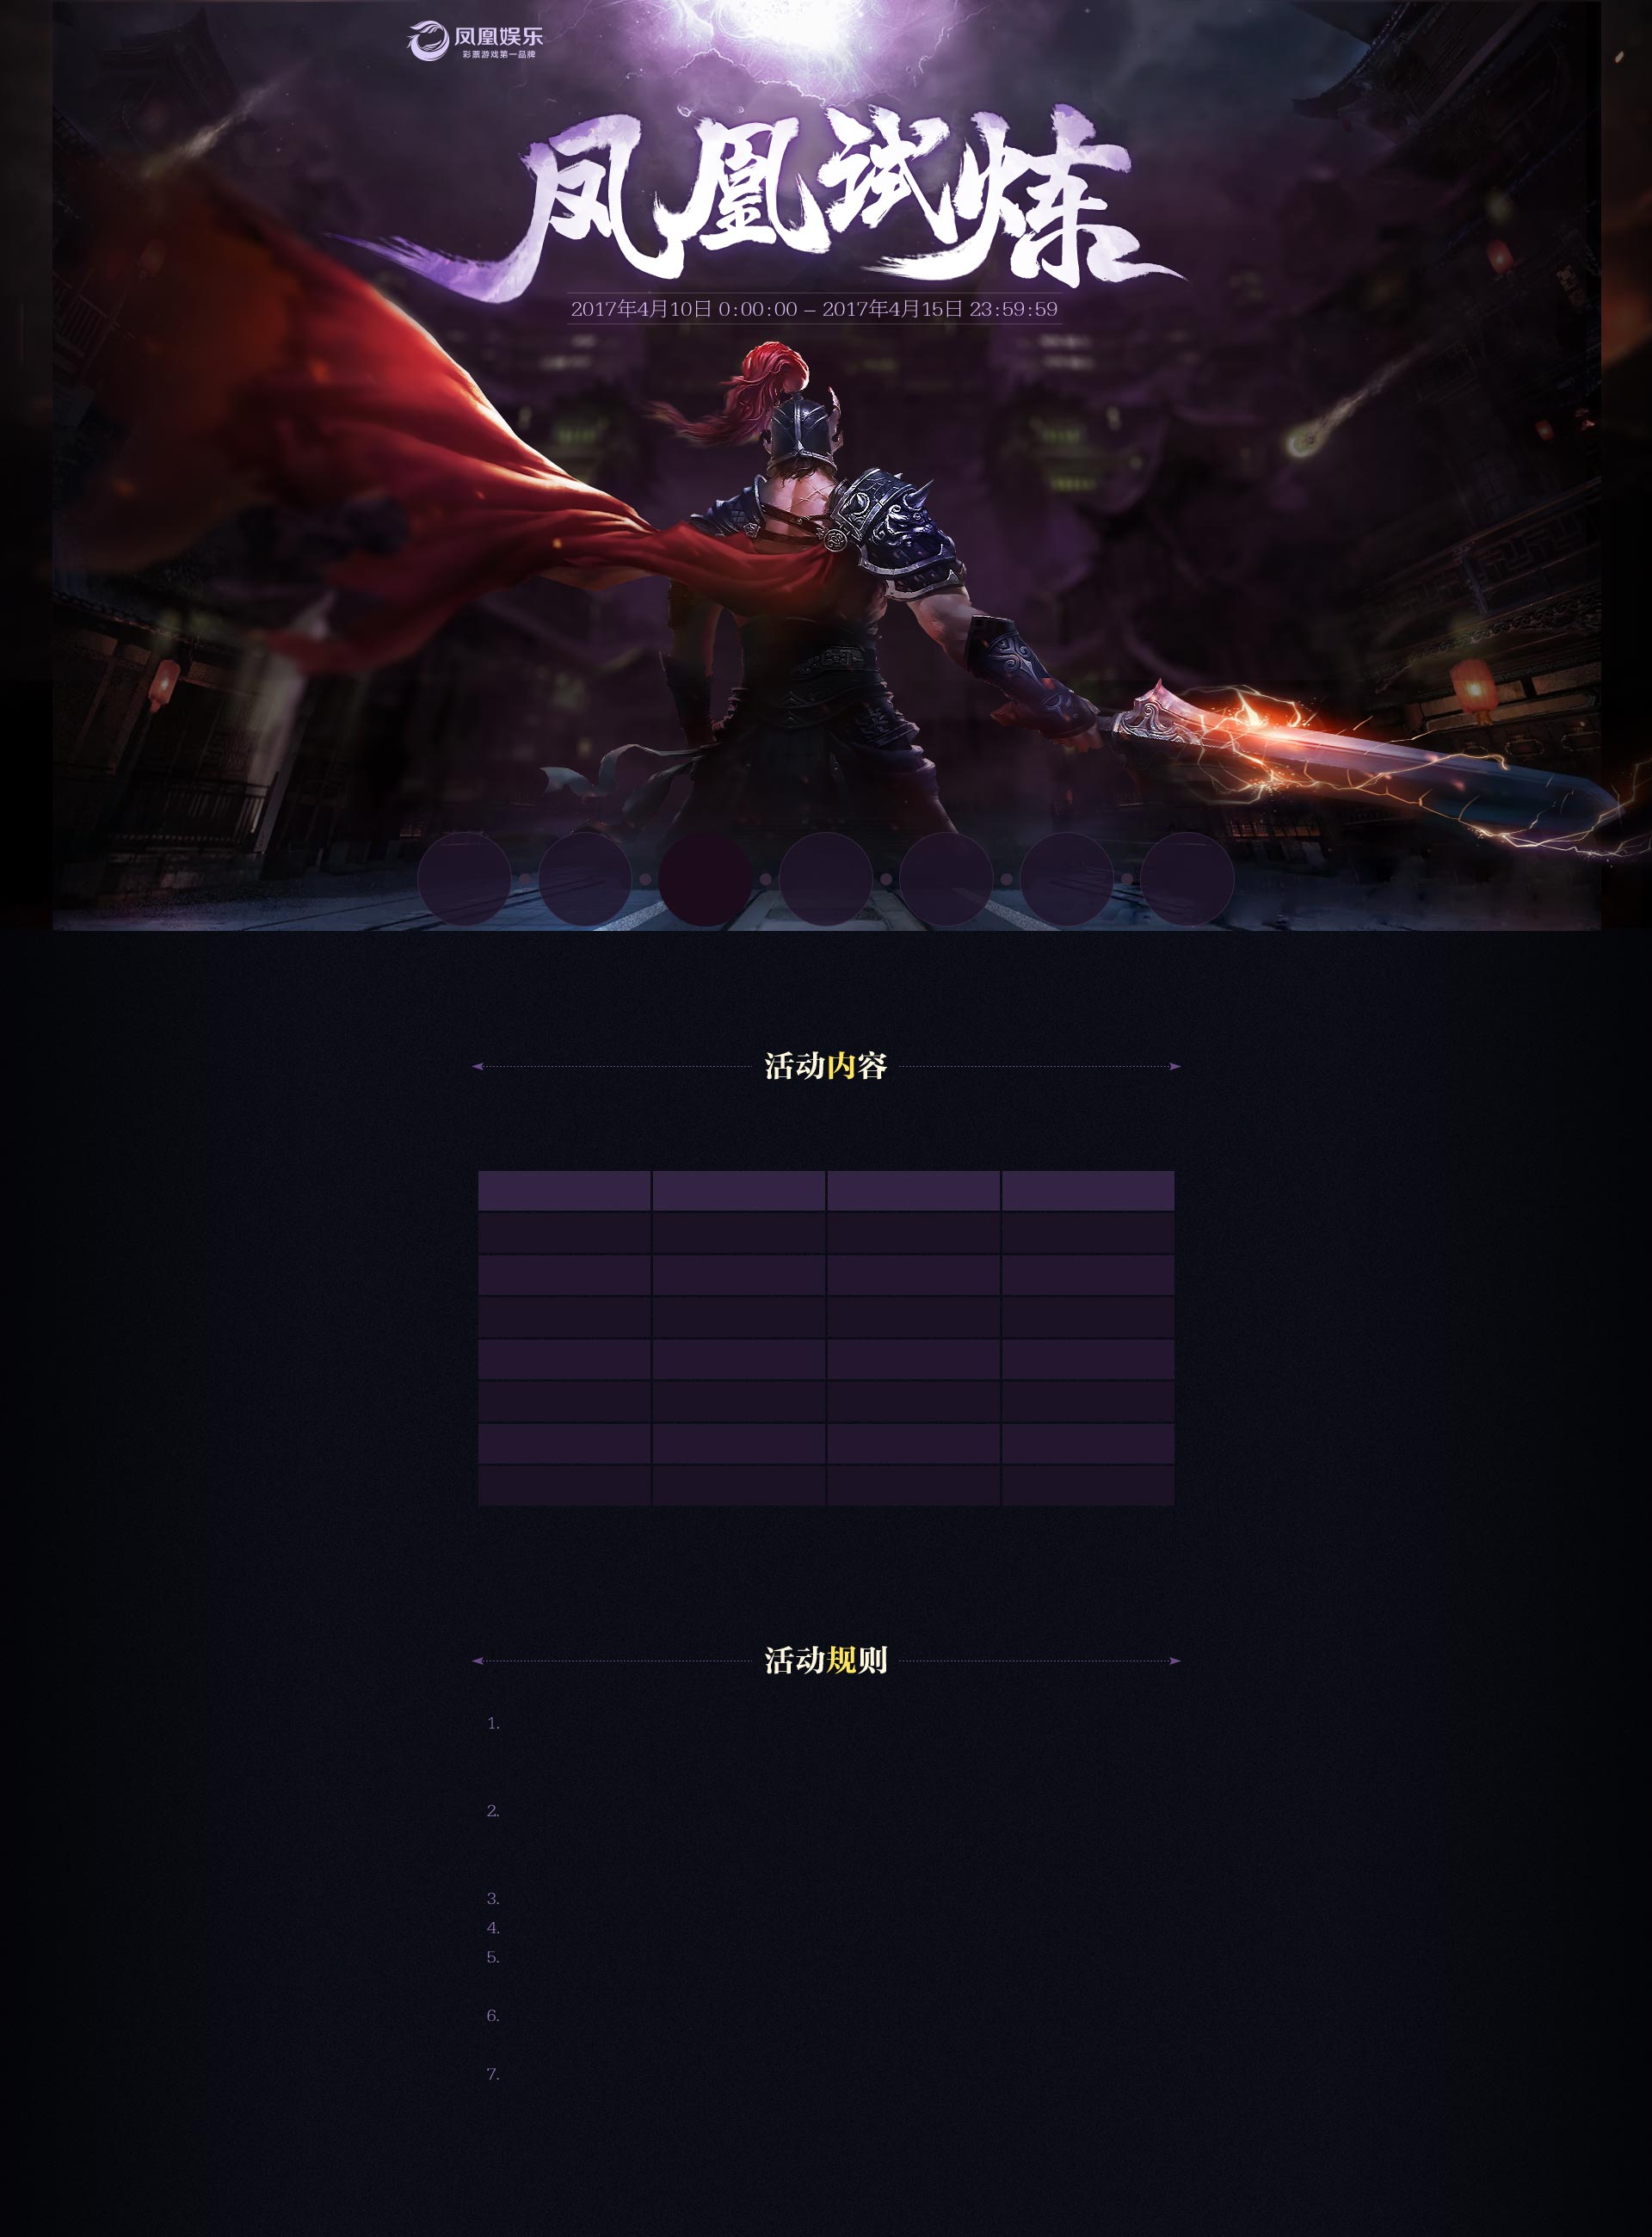 凤凰娱乐
彩票游戏第一品牌
凤凰试炼
2017年4月10日 0:00:00 – 2017年4月15日 23:59:59
活动内容
活动规则
1.
2.
3.
4.
5.
6.
7.